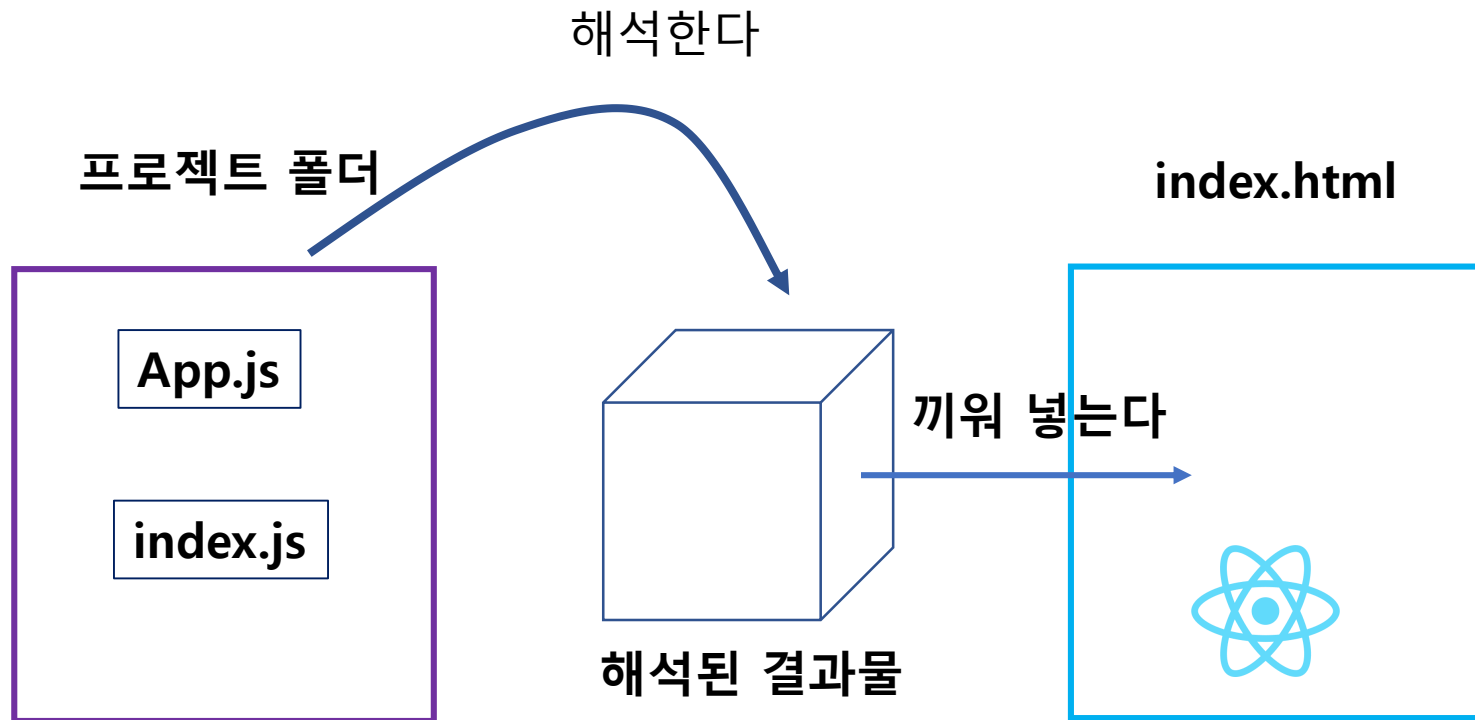 해석한다
프로젝트 폴더
index.html
App.js
끼워 넣는다
index.js
해석된 결과물